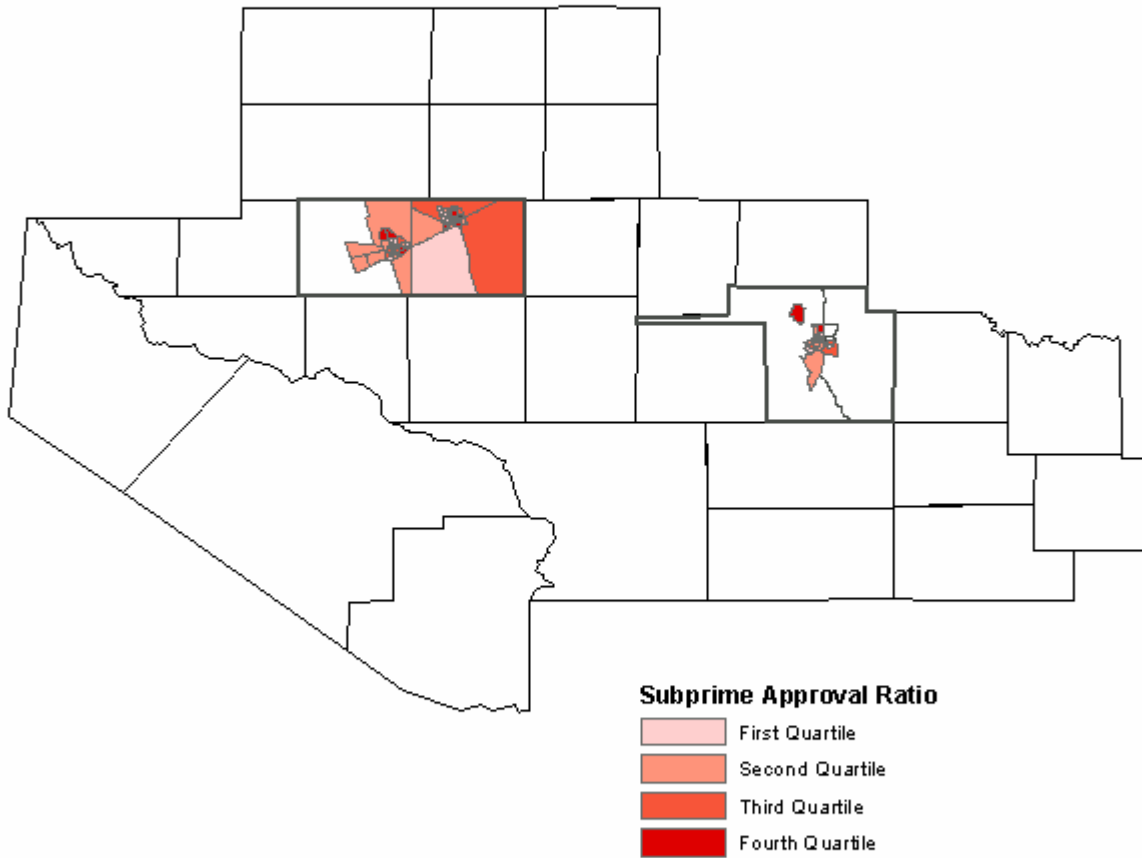 Subprime Approval Ratio
First Quartile
Second Quartile
Third Quartile
Fourth Quartile